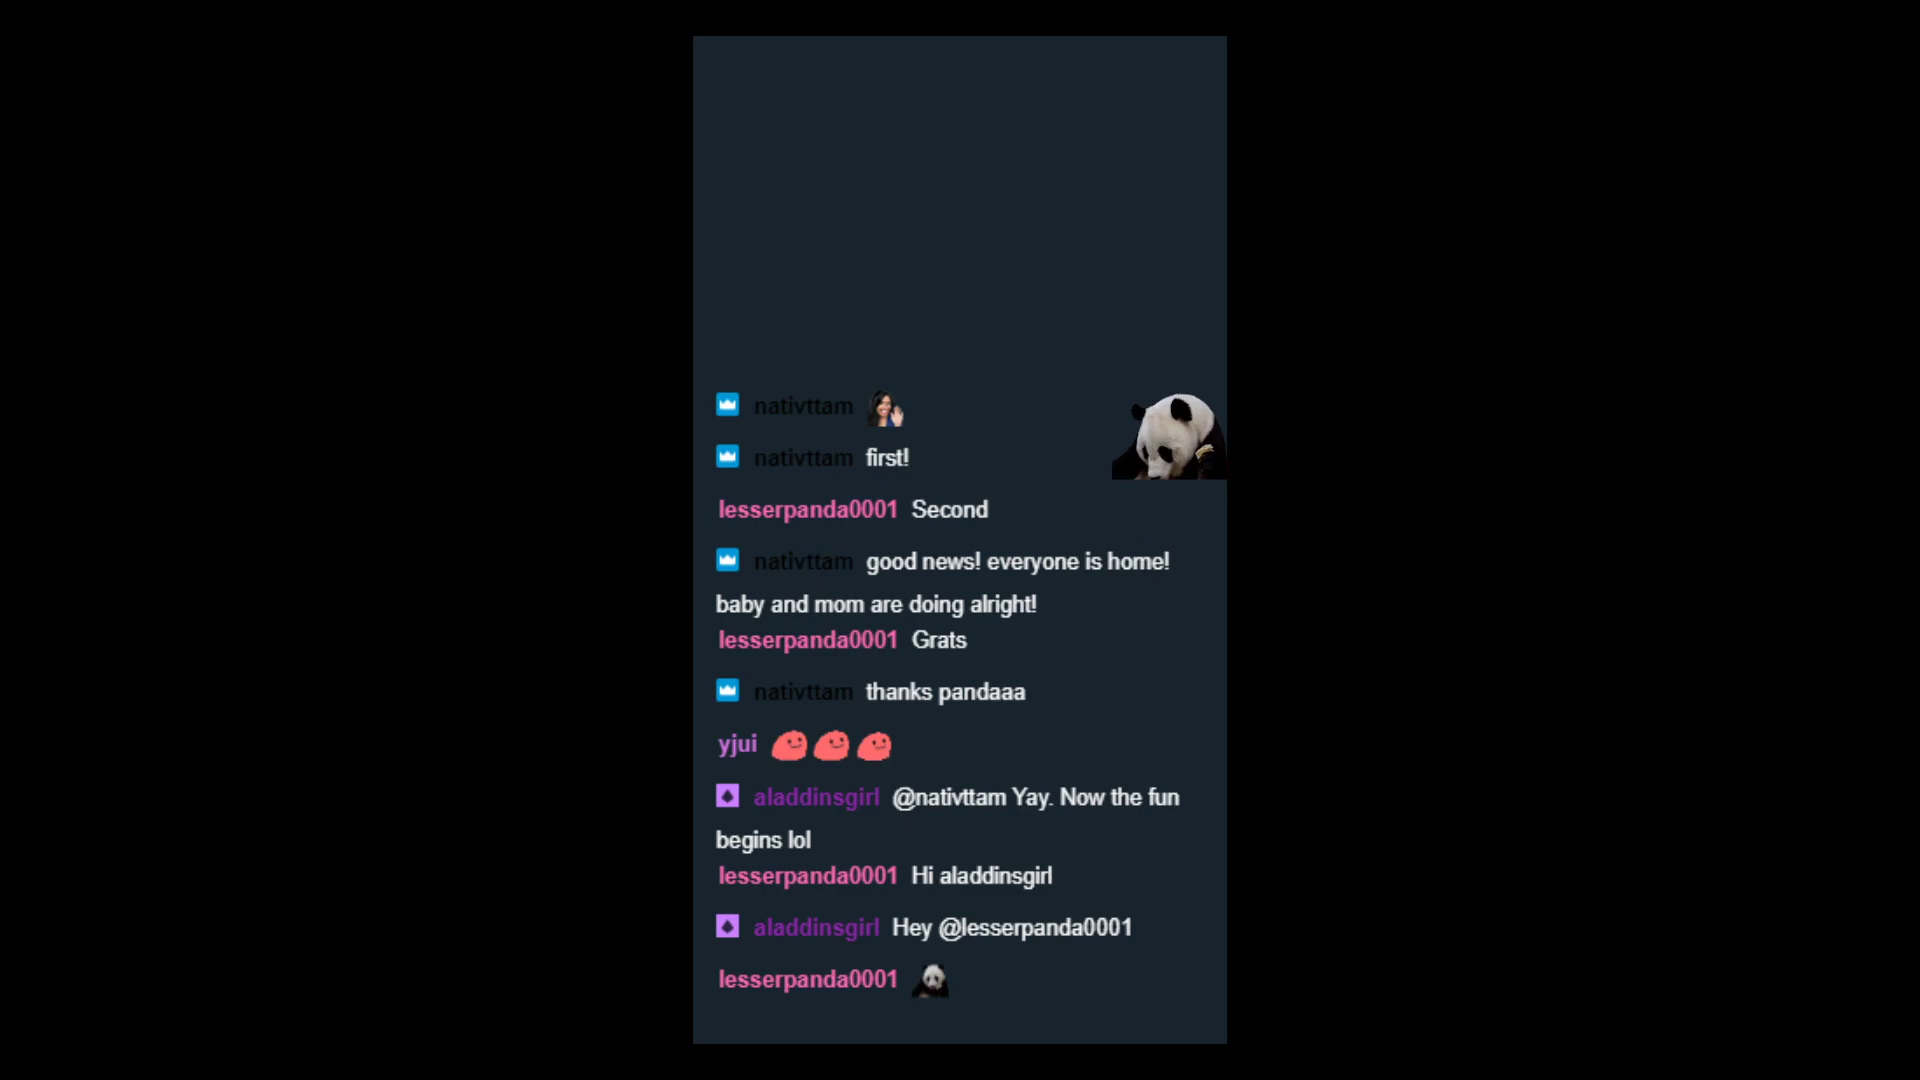 nativttam
nativttam first!
lesserpanda0001 Second
nativttam good news! everyone is home!
baby and mom are doing alright!
lesserpanda0001 Grats
nativttam thanks pandaaa
yjui
aladdinsgirl @nativttam Yay. Now the fun
begins lol
lesserpanda0001 Hi aladdinsgirl
aladdinsgirl Hey @lesserpanda0001
lesserpanda0001